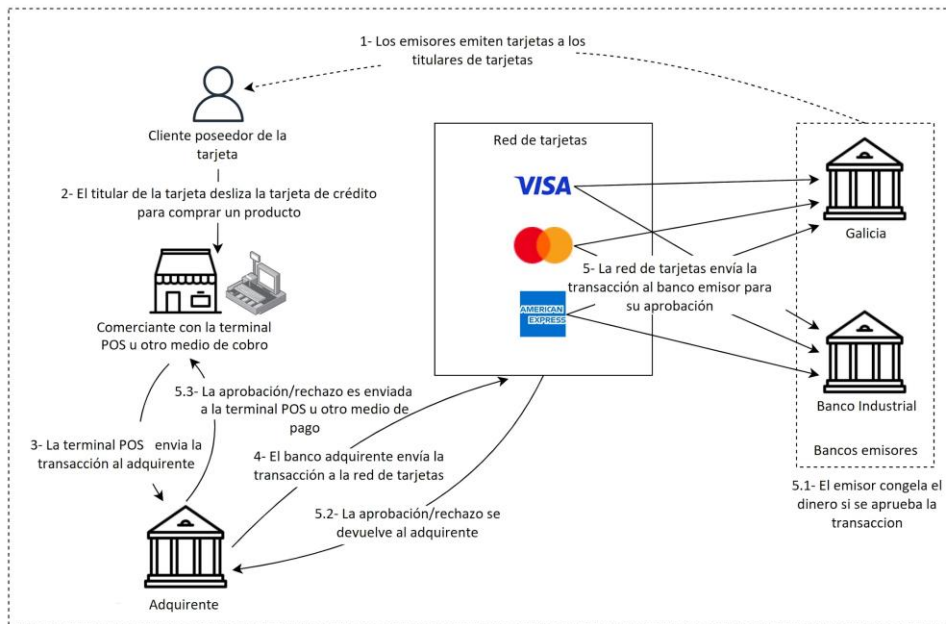 1- Los emisores emiten tarjetas a los
titulares de tarjetas
Cliente poseedor de la
tarjeta
2- El titular de la tarjeta desliza la tarjeta de crédito
para comprar un producto
Comerciante con la terminal
POS u otro medio de cobro
5.3- La aprobación/rechazo es enviada
a la terminal POS u otro medio de
pago
3- La terminal POS envia la
transacción al adquirente
4- El banco adquirente envía la
transacción a la red de tarjetas
5.2- La aprobación/rechazo se
devuelve al adquirente
Adquirente
Red de tarjetas
VISA
AMERICAN
EXPRESS
5- La red de tarjetas envía la
transacción al banco emisor para
su aprobación
Galicia
Banco Industrial
Bancos emisores
5.1- El emisor congela el
dinero si se aprueba la
transaccion